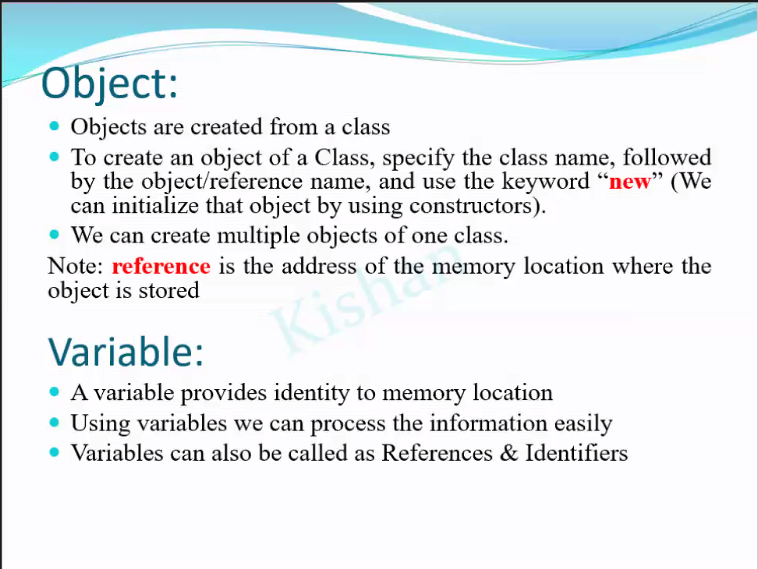 Object:
• Objects are created from a class
• To create an object of a Class, specify the class name, followed
by the object/reference name, and use the keyword “new” (We
can initialize that object by using constructors).
• We can create multiple objects of one class.
Note: reference is the address of the memory location where the
object is stored
Kishan
Variable:
• A variable provides identity to memory location
• Using variables we can process the information easily
• Variables can also be called as References & Identifiers